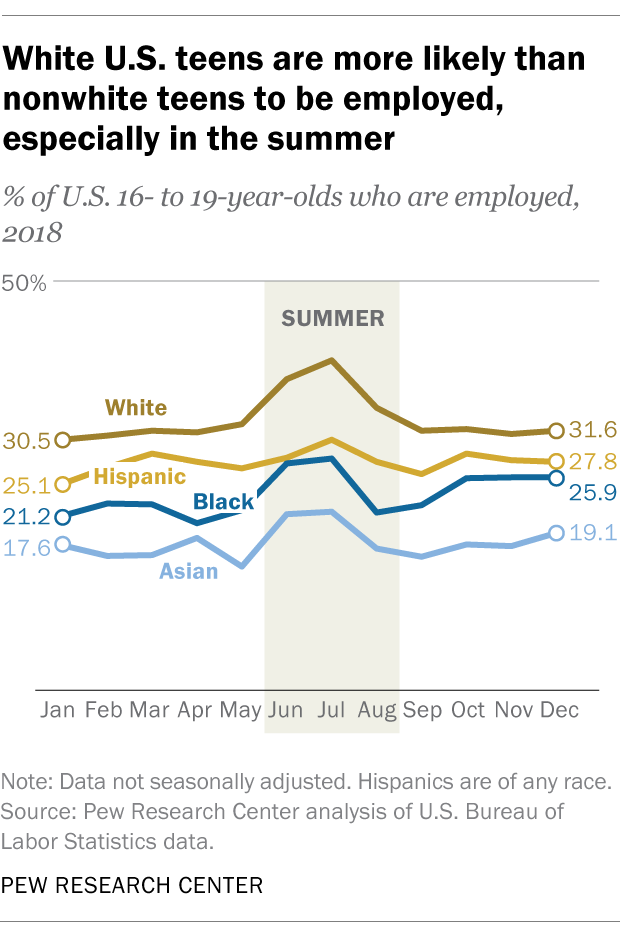 White U.S. teens are more likely than
nonwhite teens to be employed,
especially in the summer
% of U.S. 16- to 19-year-olds who are employed,
2018
50%
SUMMER
White
30.5
31.6
Hispanic
25.1
27.8
Black
21.2
25.9
Asian
17.6
19.1
Jan Feb Mar Apr May Jun Jul Aug Sep Oct Nov Dec
Note: Data not seasonally adjusted. Hispanics are of any race.
Source: Pew Research Center analysis of U.S. Bureau of
Labor Statistics data.
PEW RESEARCH CENTER